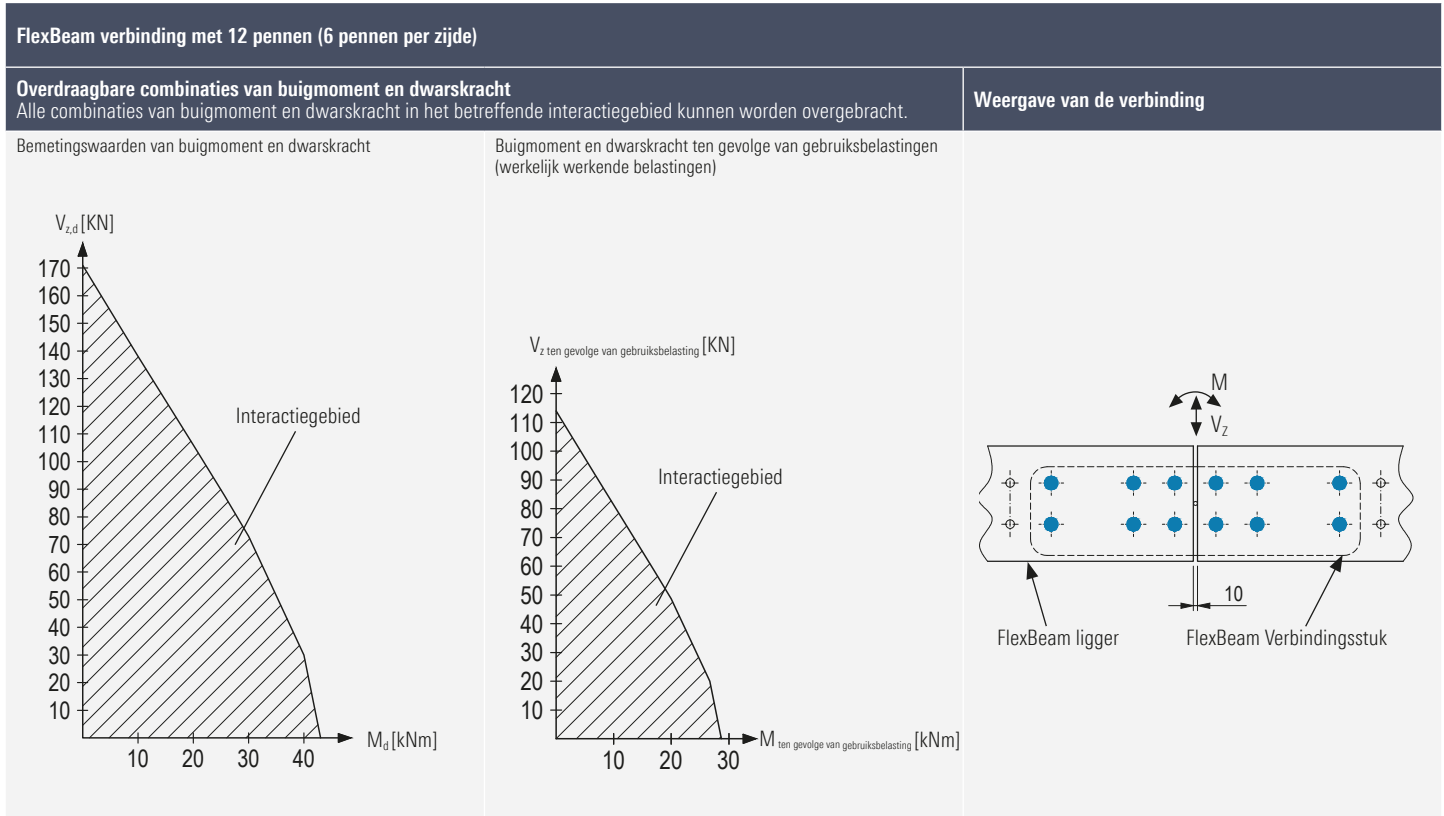 FlexBeam verbinding met 12 pennen (6 pennen per zijde)
Overdraagbare combinaties van buigmoment en dwarskracht
Alle combinaties van buigmoment en dwarskracht in het betreffende interactiegebied kunnen worden overgebracht.
Weergave van de verbinding
Bemetingswaarden van buigmoment en dwarskracht
V z,d [KN]
170
160
150
140
130
120
110
100
90
80
70
60
50
40
30
20
10
Interactiegebied
10 20 30 40
M d [kNm]
Buigmoment en dwarskracht ten gevolge van gebruiksbelastingen
(werkelijk werkende belastingen)
V z ten gevolge van gebruiksbelasting [KN]
120
110
100
90
80
70
60
50
40
30
20
10
Interactiegebied
10 20 30
M ten gevolge van gebruiksbelasting [kNm]
M
V Z
10
FlexBeam ligger
FlexBeam Verbindingsstuk